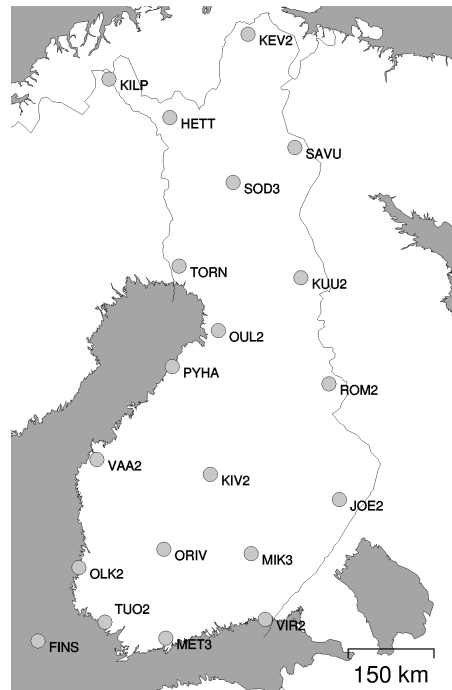 KEV2
KILP
HETT
SAVU
SOD3
TORN
KUU2
OUL2
PYHA
ROM2
VAA2
KIV2
JOE2
ORIV
MIK3
OLK2
TUO2
VIR2
MET3
FINS
150 km